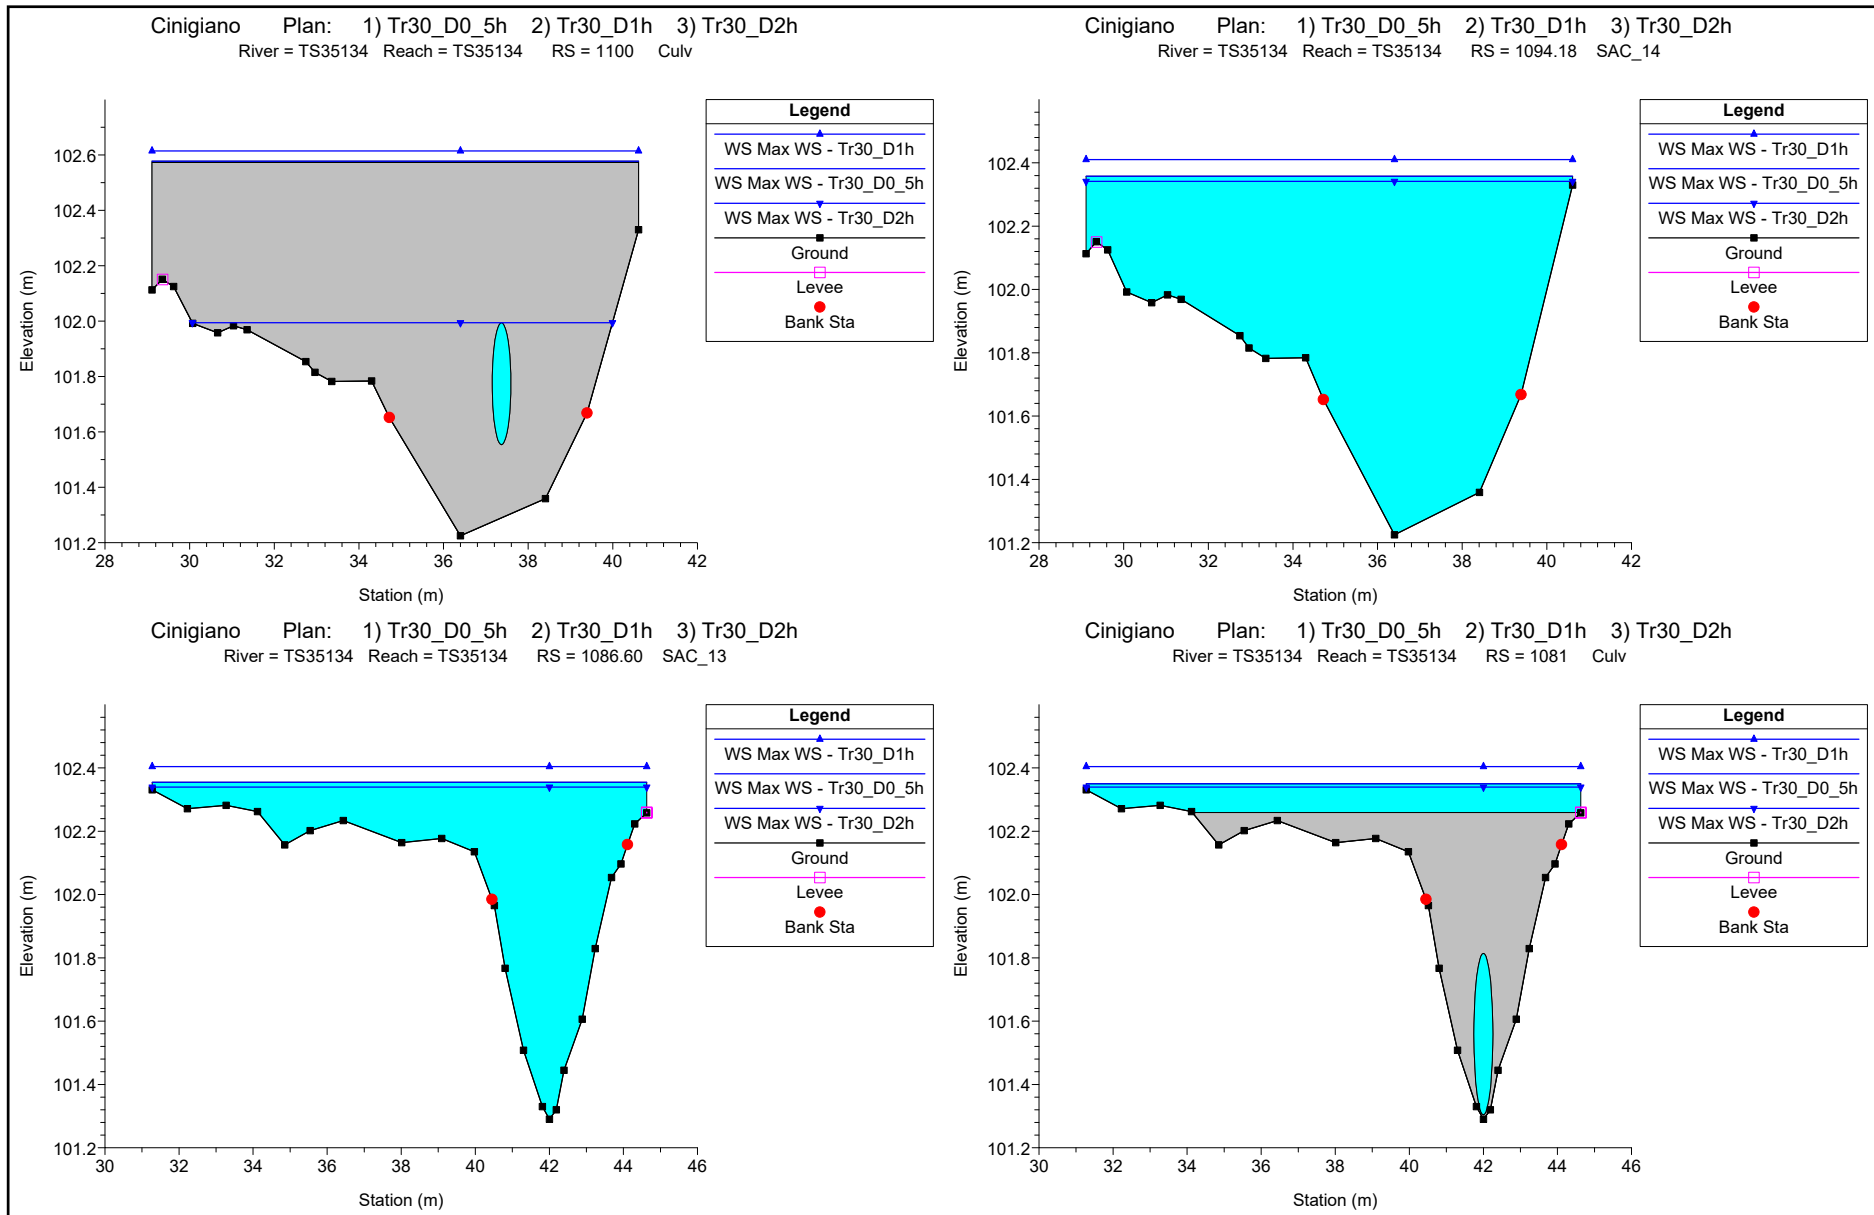 Cinigiano Plan: 1) Tr30_D0_5h 2) Tr30_D1h 3) Tr30_D2h
River = TS35134 Reach = TS35134 RS = 1100 Culv
Legend
WS Max WS - Tr30_D1h
WS Max WS - Tr30_D0_5h
WS Max WS - Tr30_D2h
Ground
Levee
Bank Sta
Elevation (m)
102.6
102.4
102.2
102.0
101.8
101.6
101.4
101.2
28 30 32 34 36 38 40 42
Station (m)
Cinigiano Plan: 1) Tr30_D0_5h 2) Tr30_D1h 3) Tr30_D2h
River = TS35134 Reach = TS35134 RS = 1094.18 SAC_14
Legend
WS Max WS - Tr30_D1h
WS Max WS - Tr30_D0_5h
WS Max WS - Tr30_D2h
Ground
Levee
Bank Sta
Elevation (m)
102.4
102.2
102.0
101.8
101.6
101.4
101.2
28 30 32 34 36 38 40 42
Station (m)
Cinigiano Plan: 1) Tr30_D0_5h 2) Tr30_D1h 3) Tr30_D2h
River = TS35134 Reach = TS35134 RS = 1086.60 SAC_13
Legend
WS Max WS - Tr30_D1h
WS Max WS - Tr30_D0_5h
WS Max WS - Tr30_D2h
Ground
Levee
Bank Sta
Elevation (m)
102.4
102.2
102.0
101.8
101.6
101.4
101.2
30 32 34 36 38 40 42 44 46
Station (m)
Cinigiano Plan: 1) Tr30_D0_5h 2) Tr30_D1h 3) Tr30_D2h
River = TS35134 Reach = TS35134 RS = 1081 Culv
Legend
WS Max WS - Tr30_D1h
WS Max WS - Tr30_D0_5h
WS Max WS - Tr30_D2h
Ground
Levee
Bank Sta
Elevation (m)
102.4
102.2
102.0
101.8
101.6
101.4
101.2
30 32 34 36 38 40 42 44 46
Station (m)